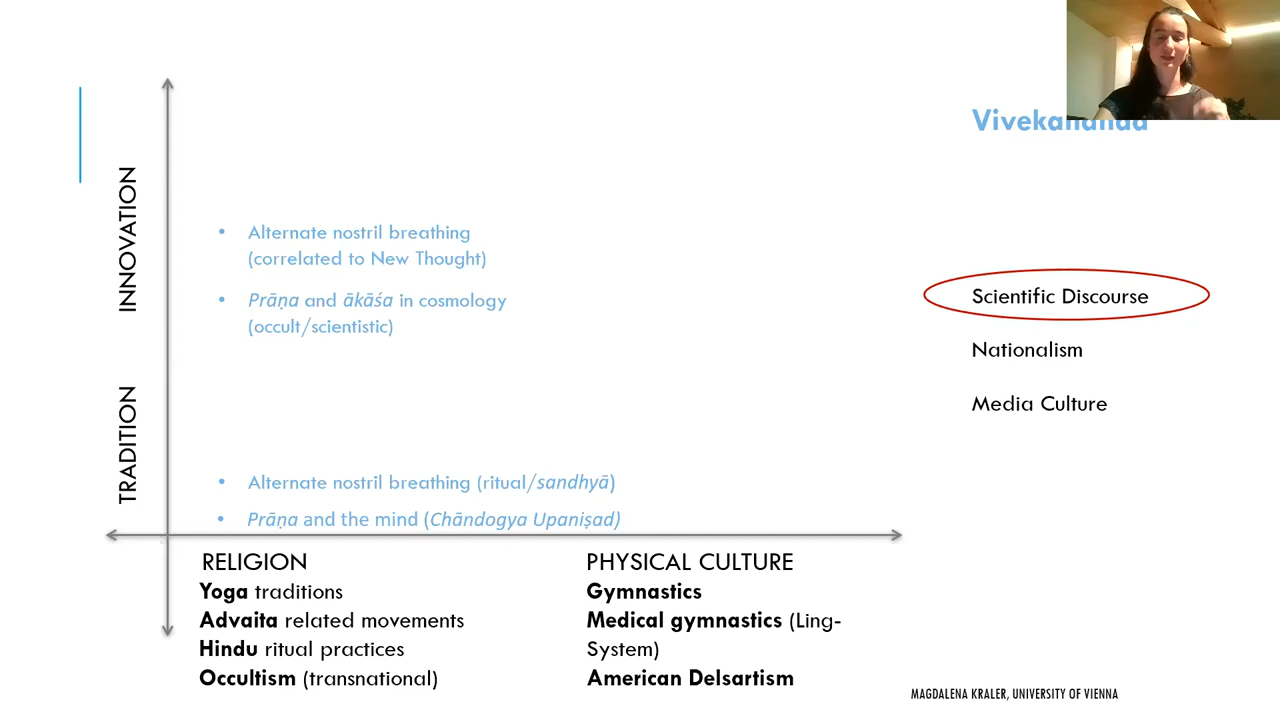 Vivekananda
INNOVATION
• Alternate nostril breathing
(correlated to New Thought)
• Prāṇa and ākāśa in cosmology
(occult/scientistic)
Scientific Discourse
Nationalism
Media Culture
TRADITION
• Alternate nostril breathing (ritual/sandhyā)
• Prāṇa and the mind (Chāndogya Upaniṣad)
RELIGION
Yoga traditions
Advaita related movements
Hindu ritual practices
Occultism (transnational)
PHYSICAL CULTURE
Gymnastics
Medical gymnastics (Ling-
System)
American Delsartism
MAGDALENA KRALER, UNIVERSITY OF VIENNA